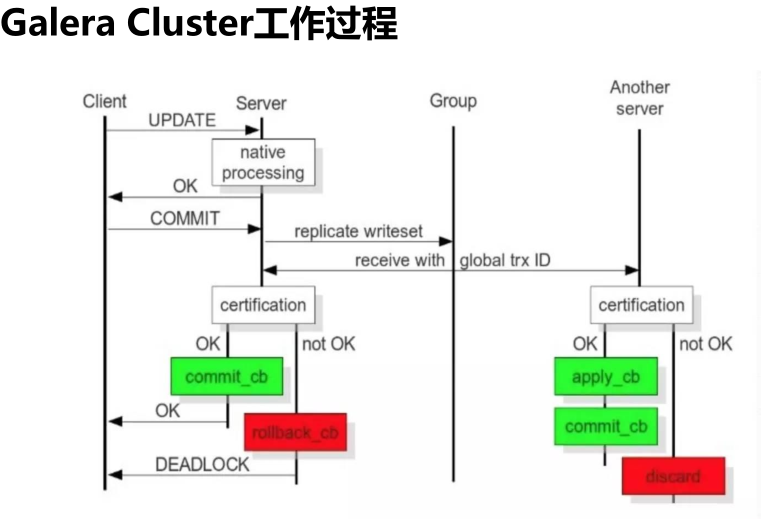 Galera Cluster工作过程
Client
Server
Group
Another
server
UPDATE
native
processing
OK
COMMIT
replicate writeset
receive with global trx ID
certification
certification
OK
not OK
OK
not OK
commit_cb
apply_cb
OK
rollback_cb
commit_cb
DEADLOCK
discard